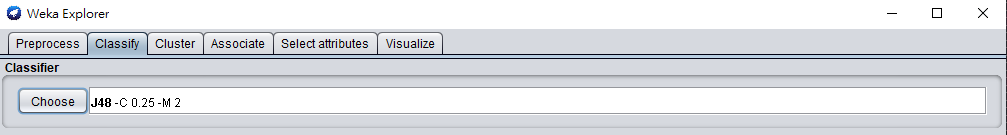 Weka Explorer
Preprocess Classify Cluster Associate Select attributes Visualize
Classifier
Choose J48 -C 0.25 -M 2